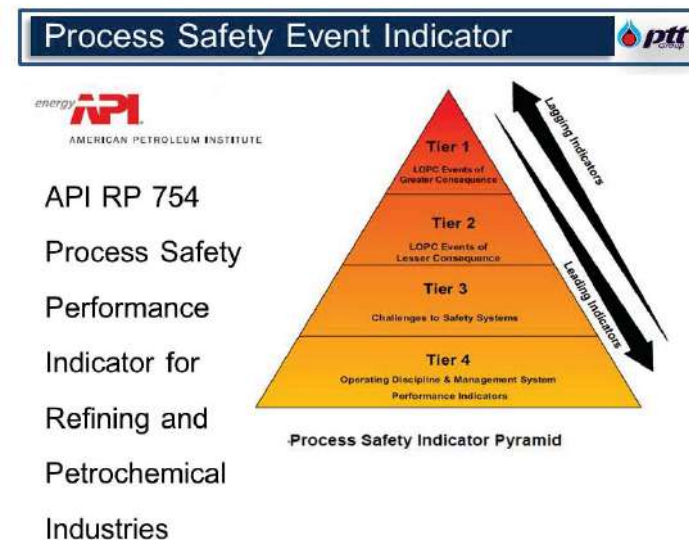 Process Safety Event Indicator
ptt
Group
energy API
AMERICAN PETROLEUM INSTITUTE
API RP 754
Process Safety
Performance
Indicator for
Refining and
Petrochemical
Industries
Tier 1
LOPC Events of
Greater Consequence
Tier 2
LOPC Events of
Lesser Consequence
Tier 3
Challenges to Safety Systems
Tier 4
Operating Discipline & Management System
Performance Indicators
Lagging Indicators
Leading Indicators
Process Safety Indicator Pyramid